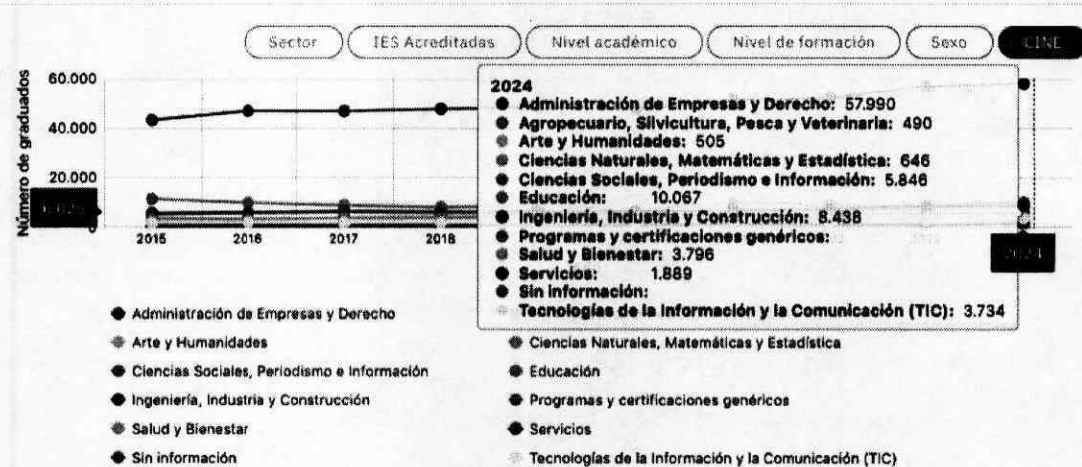 Sector
IES Acreditadas
Nivel académico
Nivel de formación
Sexo
CINE
Número de graduados
60.000
40.000
20.000
0
2015
2016
2017
2018
2024
2024
Administración de Empresas y Derecho: 57.990
Agropecuario, Silvicultura, Pesca y Veterinaria: 490
Arte y Humanidades: 505
Ciencias Naturales, Matemáticas y Estadística: 646
Ciencias Sociales, Periodismo e Información: 5.846
Educación: 10.067
Ingeniería, Industria y Construcción: 8.438
Programas y certificaciones genéricos:
Salud y Bienestar: 3.796
Servicios: 1.889
Sin información:
Tecnologías de la Información y la Comunicación (TIC): 3.734
Administración de Empresas y Derecho
Arte y Humanidades
Ciencias Naturales, Matemáticas y Estadística
Ciencias Sociales, Periodismo e Información
Educación
Ingeniería, Industria y Construcción
Programas y certificaciones genéricos
Salud y Bienestar
Servicios
Sin información
Tecnologías de la Información y la Comunicación (TIC)